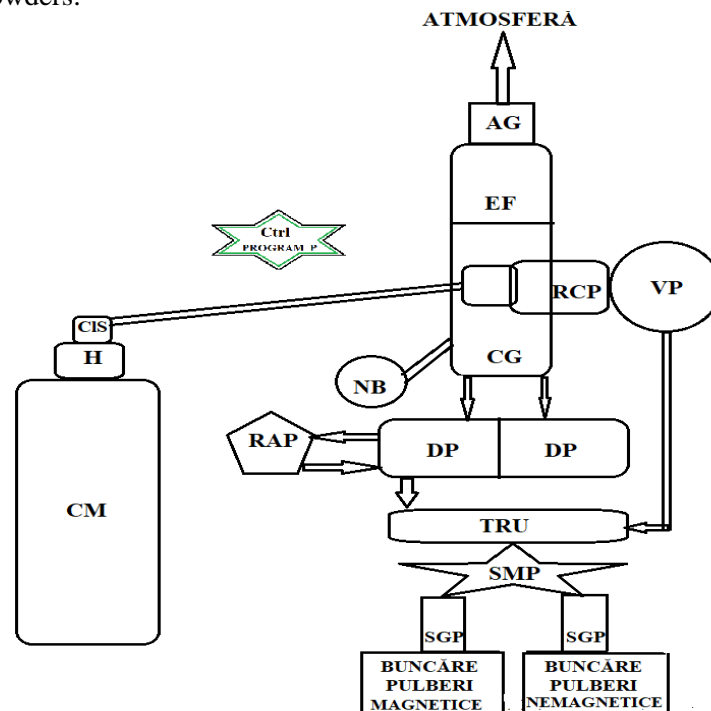 owders.
ATMOSFERĂ
AG
EF
Ctrl
PROGRAM P
RCP
VP
ClS
H
CG
NB
RAP
DP
DP
CM
TRU
SMP
SGP
SGP
BUNCĂRE
PULBERI
MAGNETICE
BUNCĂRE
PULBERI
NEMAGNETICE